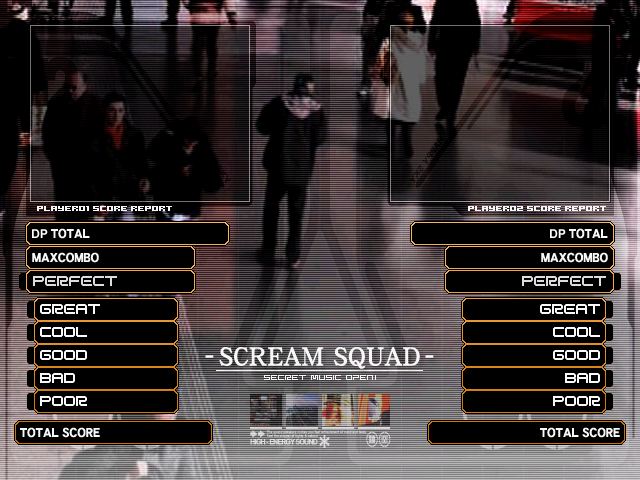 PLAYER01 SCORE REPORT
DP TOTAL
MAXCOMBO
PERFECT
GREAT
COOL
GOOD
BAD
POOR
TOTAL SCORE
PLAYER02 SCORE REPORT
DP TOTAL
MAXCOMBO
PERFECT
GREAT
COOL
GOOD
BAD
POOR
TOTAL SCORE
-SCREAM SQUAD-
SECRET MUSIC OPEN!
HIGH-ENERGY SOUND